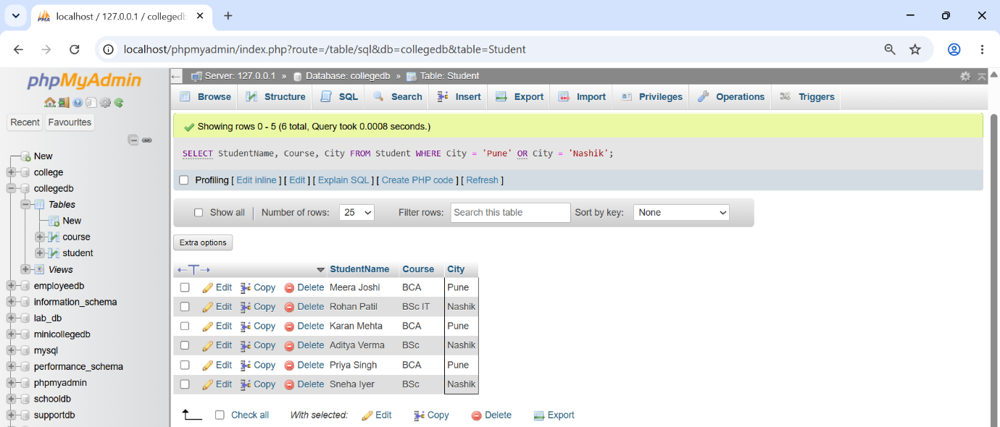 localhost / 127.0.0.1 / collegedb
localhost/phpmyadmin/index.php?route=/table/sql&db=collegedb&table=Student
phpMyAdmin
Recent Favourites
New
college
collegedb
Tables
New
course
student
Views
employeedb
information_schema
lab_db
minicollegedb
mysql
performance_schema
phpmyadmin
schooldb
supportdb
Server: 127.0.0.1 » Database: collegedb » Table: Student
Browse Structure SQL Search Insert Export Import Privileges Operations Triggers
Showing rows 0 - 5 (6 total, Query took 0.0008 seconds.)
SELECT StudentName, Course, City FROM Student WHERE City = 'Pune' OR City = 'Nashik';
Profiling [ Edit inline ] [ Edit ] [ Explain SQL ] [ Create PHP code ] [ Refresh ]
Show all Number of rows: 25 Filter rows: Search this table Sort by key: None
Extra options
StudentName Course City
Edit Copy Delete Meera Joshi BCA Pune
Edit Copy Delete Rohan Patil BSc IT Nashik
Edit Copy Delete Karan Mehta BCA Pune
Edit Copy Delete Aditya Verma BSc Nashik
Edit Copy Delete Priya Singh BCA Pune
Edit Copy Delete Sneha Iyer BSc Nashik
Check all With selected: Edit Copy Delete Export